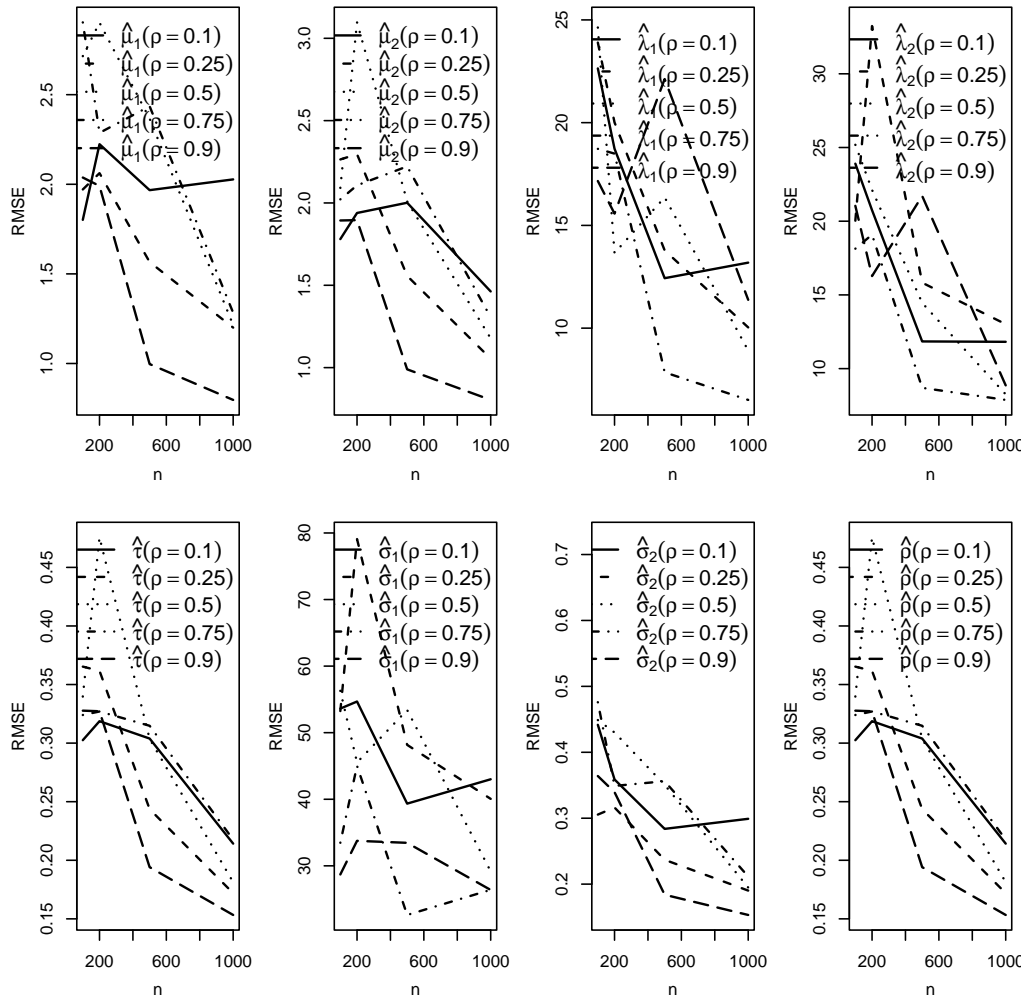 RMSE
1.0 1.5 2.0 2.5
μ̂₁(ρ = 0.1)
μ̂₁(ρ = 0.25)
μ̂₁(ρ = 0.5)
μ̂₁(ρ = 0.75)
μ̂₁(ρ = 0.9)
200 600 1000
n
RMSE
1.0 1.5 2.0 2.5 3.0
μ̂₂(ρ = 0.1)
μ̂₂(ρ = 0.25)
μ̂₂(ρ = 0.5)
μ̂₂(ρ = 0.75)
μ̂₂(ρ = 0.9)
200 600 1000
n
RMSE
10 15 20 25
λ̂₁(ρ = 0.1)
λ̂₁(ρ = 0.25)
λ̂₁(ρ = 0.5)
λ̂₁(ρ = 0.75)
λ̂₁(ρ = 0.9)
200 600 1000
n
RMSE
10 15 20 25 30
λ̂₂(ρ = 0.1)
λ̂₂(ρ = 0.25)
λ̂₂(ρ = 0.5)
λ̂₂(ρ = 0.75)
λ̂₂(ρ = 0.9)
200 600 1000
n
RMSE
0.15 0.20 0.25 0.30 0.35 0.40 0.45
τ̂(ρ = 0.1)
τ̂(ρ = 0.25)
τ̂(ρ = 0.5)
τ̂(ρ = 0.75)
τ̂(ρ = 0.9)
200 600 1000
n
RMSE
30 40 50 60 70 80
σ̂₁(ρ = 0.1)
σ̂₁(ρ = 0.25)
σ̂₁(ρ = 0.5)
σ̂₁(ρ = 0.75)
σ̂₁(ρ = 0.9)
200 600 1000
n
RMSE
0.2 0.3 0.4 0.5 0.6 0.7
σ̂₂(ρ = 0.1)
σ̂₂(ρ = 0.25)
σ̂₂(ρ = 0.5)
σ̂₂(ρ = 0.75)
σ̂₂(ρ = 0.9)
200 600 1000
n
RMSE
0.15 0.20 0.25 0.30 0.35 0.40 0.45
ρ̂(ρ = 0.1)
ρ̂(ρ = 0.25)
ρ̂(ρ = 0.5)
ρ̂(ρ = 0.75)
ρ̂(ρ = 0.9)
200 600 1000
n